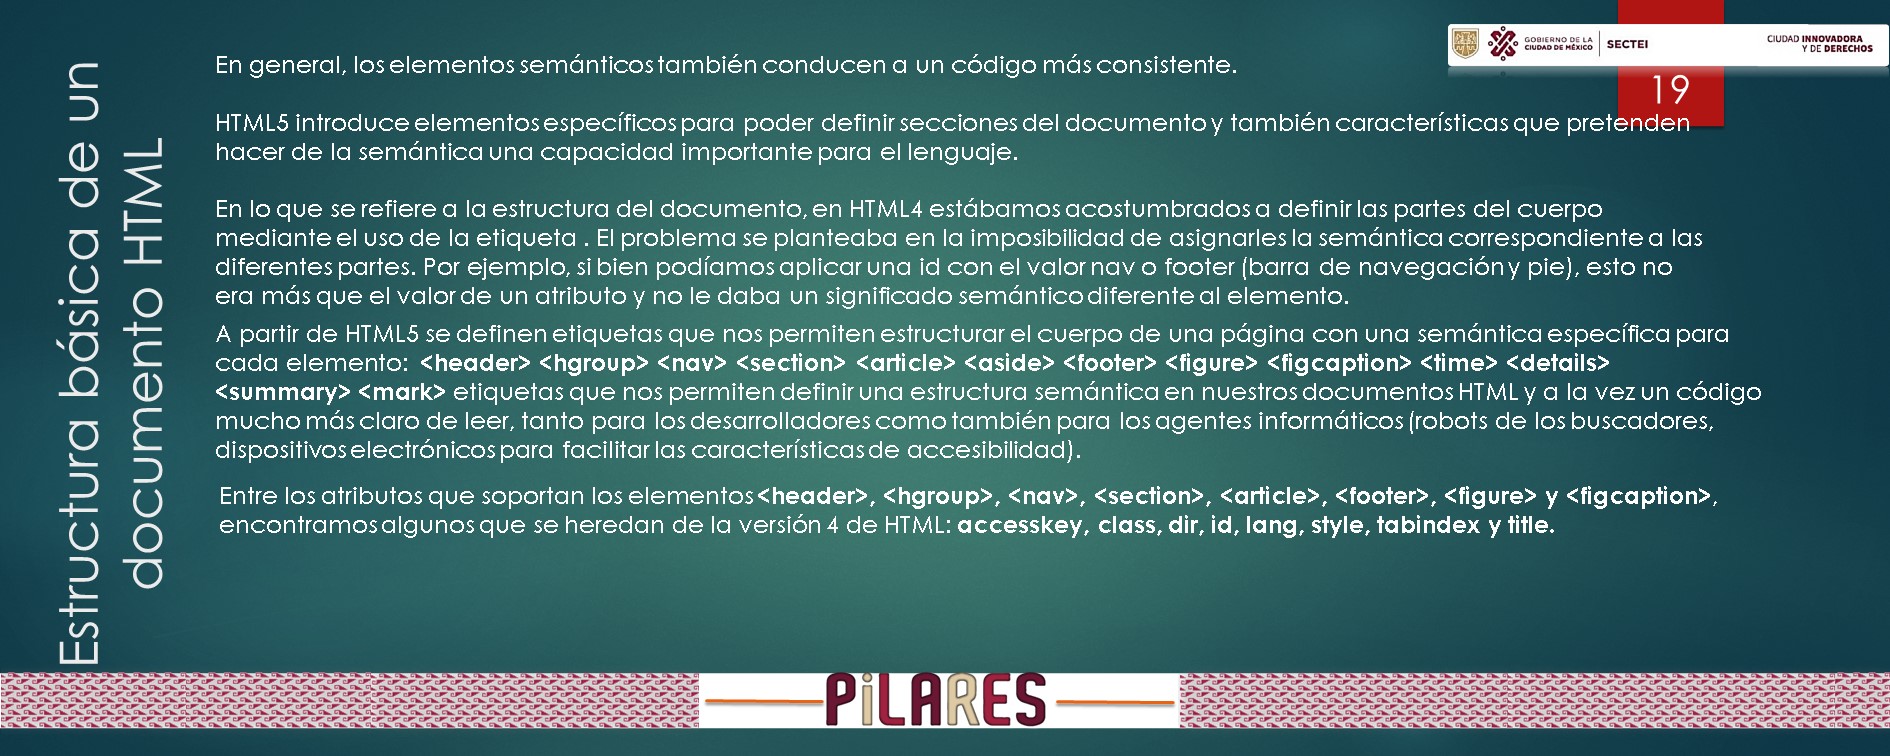 Estructura básica de un
documento HTML
GOBIERNO DE LA
CIUDAD DE MÉXICO
SECTEI
CIUDAD INNOVADORA
Y DE DERECHOS
19
En general, los elementos semánticos también conducen a un código más consistente.
HTML5 introduce elementos específicos para poder definir secciones del documento y también características que pretenden
hacer de la semántica una capacidad importante para el lenguaje.
En lo que se refiere a la estructura del documento, en HTML4 estábamos acostumbrados a definir las partes del cuerpo
mediante el uso de la etiqueta . El problema se planteaba en la imposibilidad de asignarles la semántica correspondiente a las
diferentes partes. Por ejemplo, si bien podíamos aplicar una id con el valor nav o footer (barra de navegación y pie), esto no
era más que el valor de un atributo y no le daba un significado semántico diferente al elemento.
A partir de HTML5 se definen etiquetas que nos permiten estructurar el cuerpo de una página con una semántica específica para
cada elemento: <header> <hgroup> <nav> <section> <article> <aside> <footer> <figure> <figcaption> <time> <details>
<summary> <mark> etiquetas que nos permiten definir una estructura semántica en nuestros documentos HTML y a la vez un código
mucho más claro de leer, tanto para los desarrolladores como también para los agentes informáticos (robots de los buscadores,
dispositivos electrónicos para facilitar las características de accesibilidad).
Entre los atributos que soportan los elementos <header>, <hgroup>, <nav>, <section>, <article>, <footer>, <figure> y <figcaption>,
encontramos algunos que se heredan de la versión 4 de HTML: accesskey, class, dir, id, lang, style, tabindex y title.
PiLARES